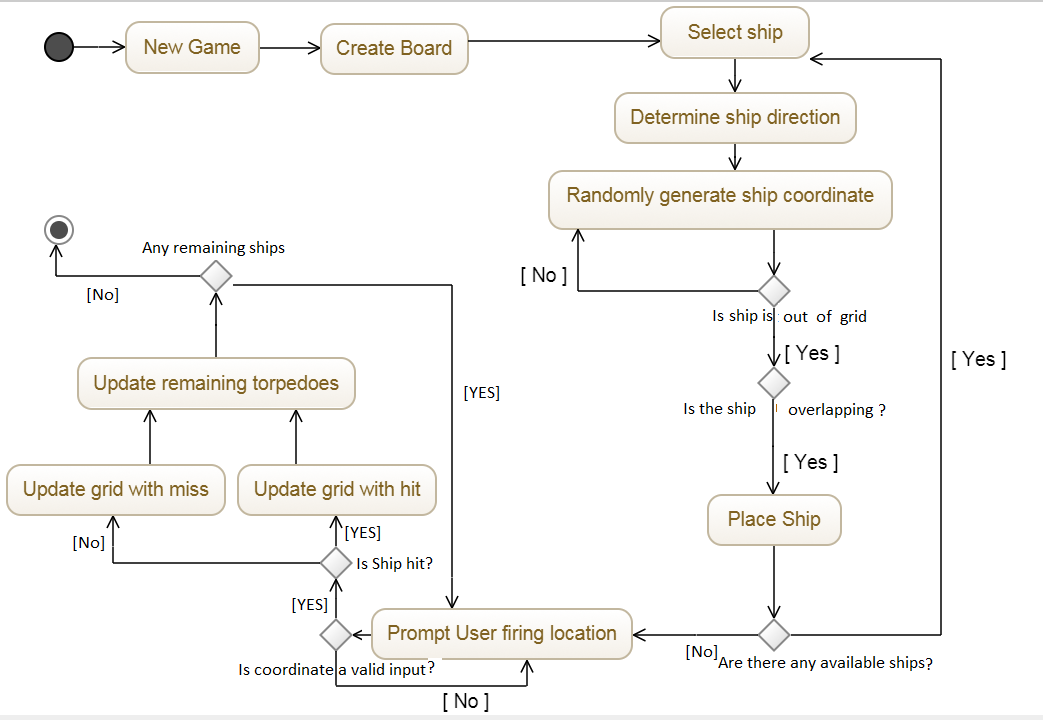 New Game
Create Board
Select ship
Determine ship direction
Randomly generate ship coordinate
[ No ]
Is ship is out of grid
[ Yes ]
Is the ship overlapping ?
[ Yes ]
Place Ship
[ Yes ]
Are there any available ships?
[No]
Prompt User firing location
Is coordinate a valid input?
[ No ]
[YES]
Is Ship hit?
[No]
[YES]
Update grid with miss
Update grid with hit
Update remaining torpedoes
Any remaining ships
[No]
[YES]